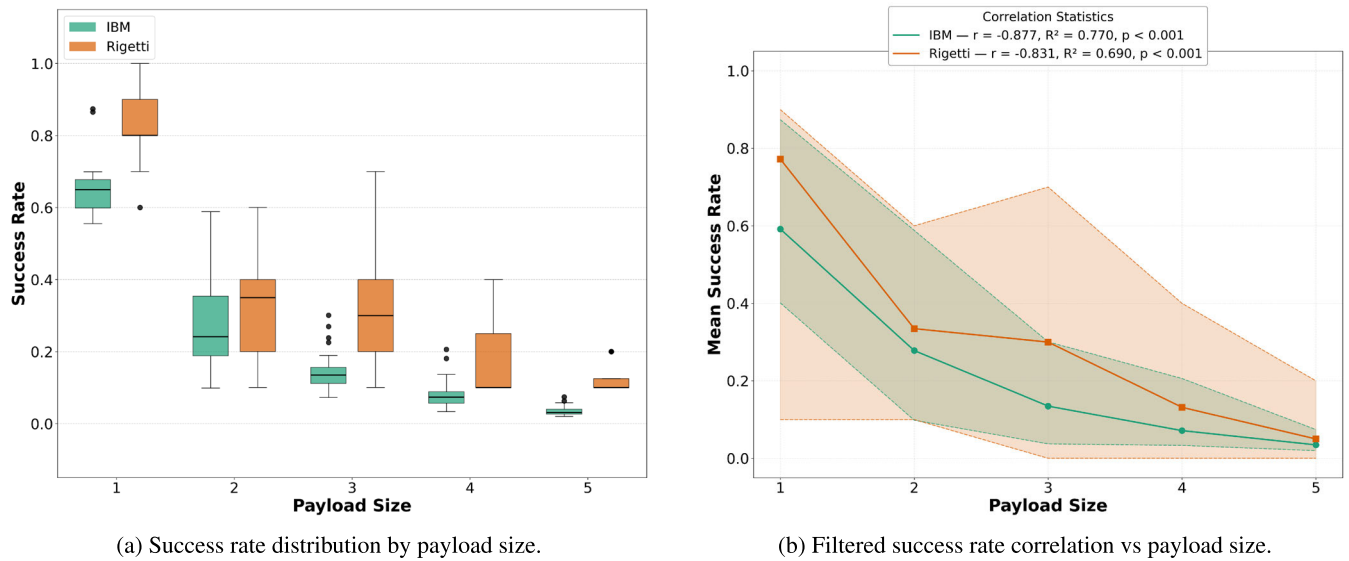 IBM
Rigetti
1.0
0.8
0.6
0.4
0.2
0.0
Success Rate
1 2 3 4 5
Payload Size
(a) Success rate distribution by payload size.
Correlation Statistics
IBM — r = -0.877, R² = 0.770, p < 0.001
Rigetti — r = -0.831, R² = 0.690, p < 0.001
1.0
0.8
0.6
0.4
0.2
0.0
Mean Success Rate
1 2 3 4 5
Payload Size
(b) Filtered success rate correlation vs payload size.